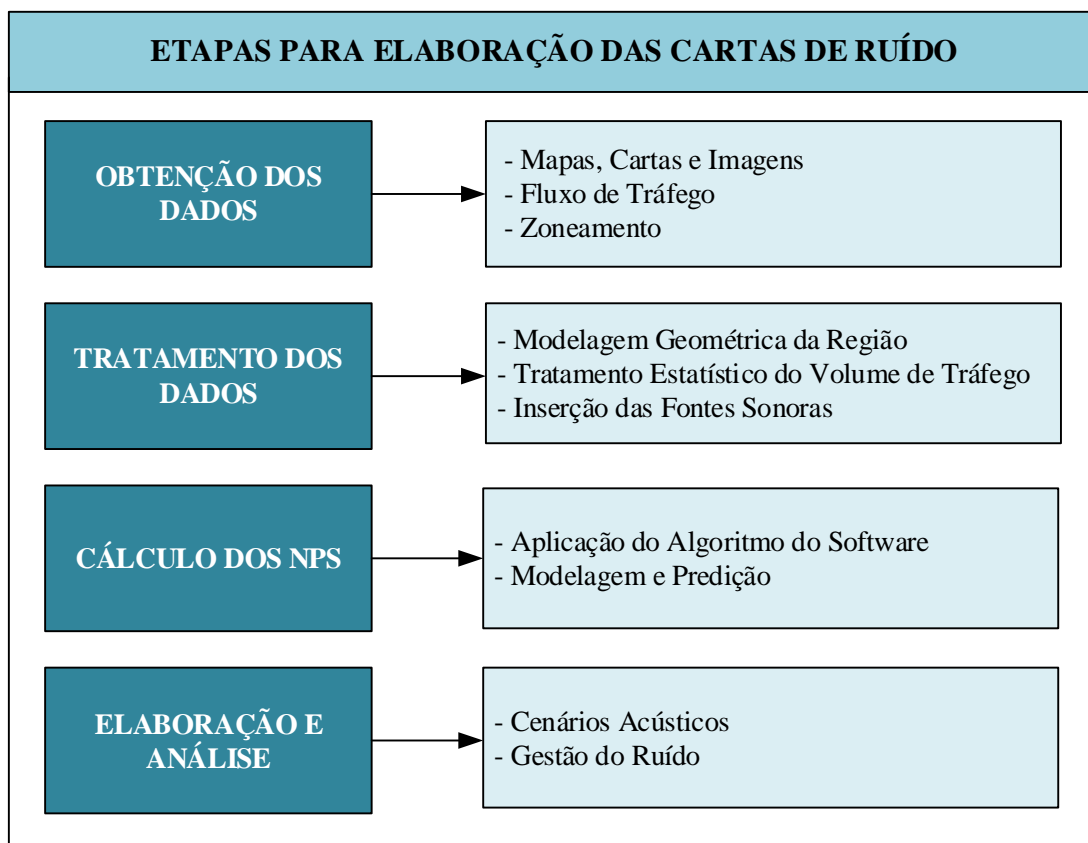 ETAPAS PARA ELABORAÇÃO DAS CARTAS DE RUÍDO
OBTENÇÃO DOS
DADOS
- Mapas, Cartas e Imagens
- Fluxo de Tráfego
- Zoneamento
TRATAMENTO DOS
DADOS
- Modelagem Geométrica da Região
- Tratamento Estatístico do Volume de Tráfego
- Inserção das Fontes Sonoras
CÁLCULO DOS NPS
- Aplicação do Algoritmo do Software
- Modelagem e Predição
ELABORAÇÃO E
ANÁLISE
- Cenários Acústicos
- Gestão do Ruído